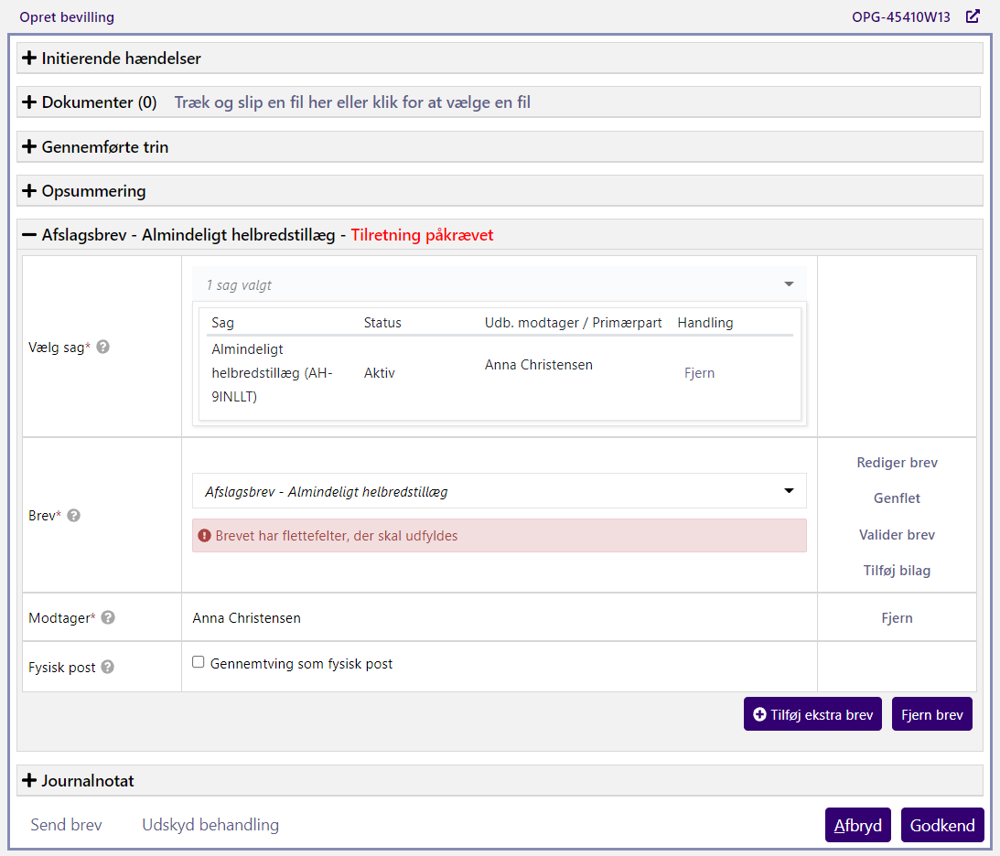 Opret bevilling OPG-45410W13
Initierende hændelser
Dokumenter (0) Træk og slip en fil her eller klik for at vælge en fil
Gennemførte trin
Opsummering
Afslagsbrev - Almindeligt helbredstillæg - Tilretning påkrævet
Vælg sag*
1 sag valgt
Sag Status Udb. modtager / Primærpart Handling
Almindeligt
helbredstillæg (AH-
9INLLT)
Aktiv
Anna Christensen
Fjern
Brev*
Afslagsbrev - Almindeligt helbredstillæg
Brevet har flettefelter, der skal udfyldes
Rediger brev
Genflet
Valider brev
Tilføj bilag
Modtager* Anna Christensen Fjern
Fysisk post Gennemtving som fysisk post
Tilføj ekstra brev Fjern brev
Journalnotat
Send brev Udskyd behandling Afbryd Godkend